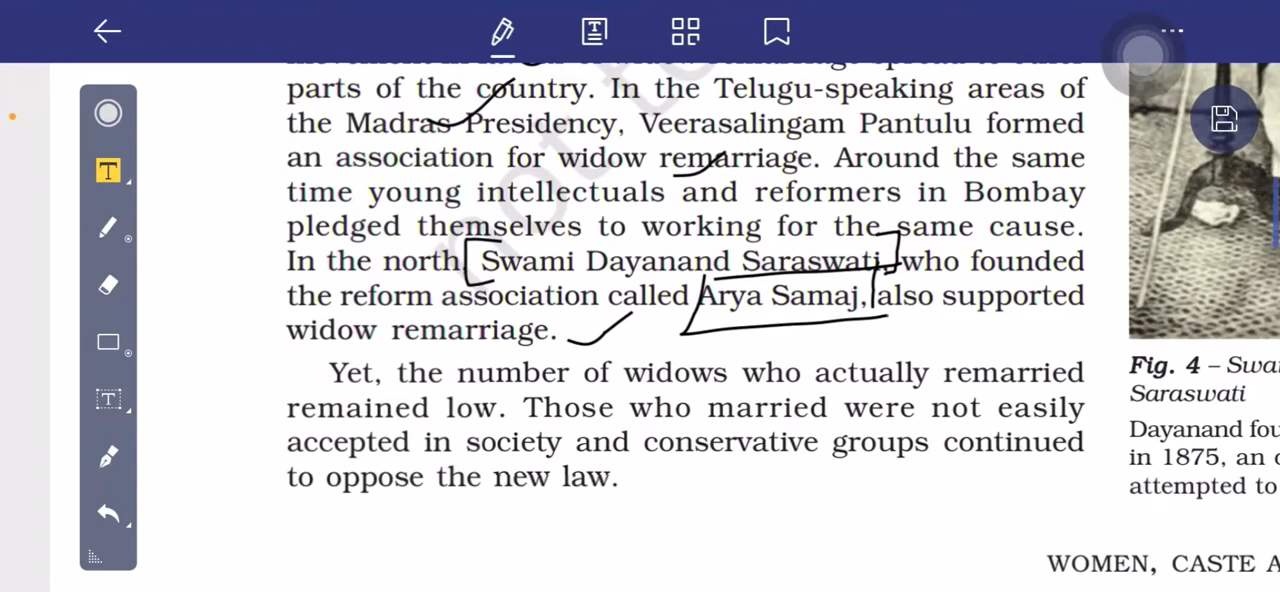 parts of the country. In the Telugu-speaking areas of
the Madras Presidency, Veerasalingam Pantulu formed
an association for widow remarriage. Around the same
time young intellectuals and reformers in Bombay
pledged themselves to working for the same cause.
In the north, Swami Dayanand Saraswati, who founded
the reform association called Arya Samaj, also supported
widow remarriage.
Yet, the number of widows who actually remarried
remained low. Those who married were not easily
accepted in society and conservative groups continued
to oppose the new law.
Fig. 4 – Swa
Saraswati
Dayanand fou
in 1875, an
attempted to
WOMEN, CASTE A
not t